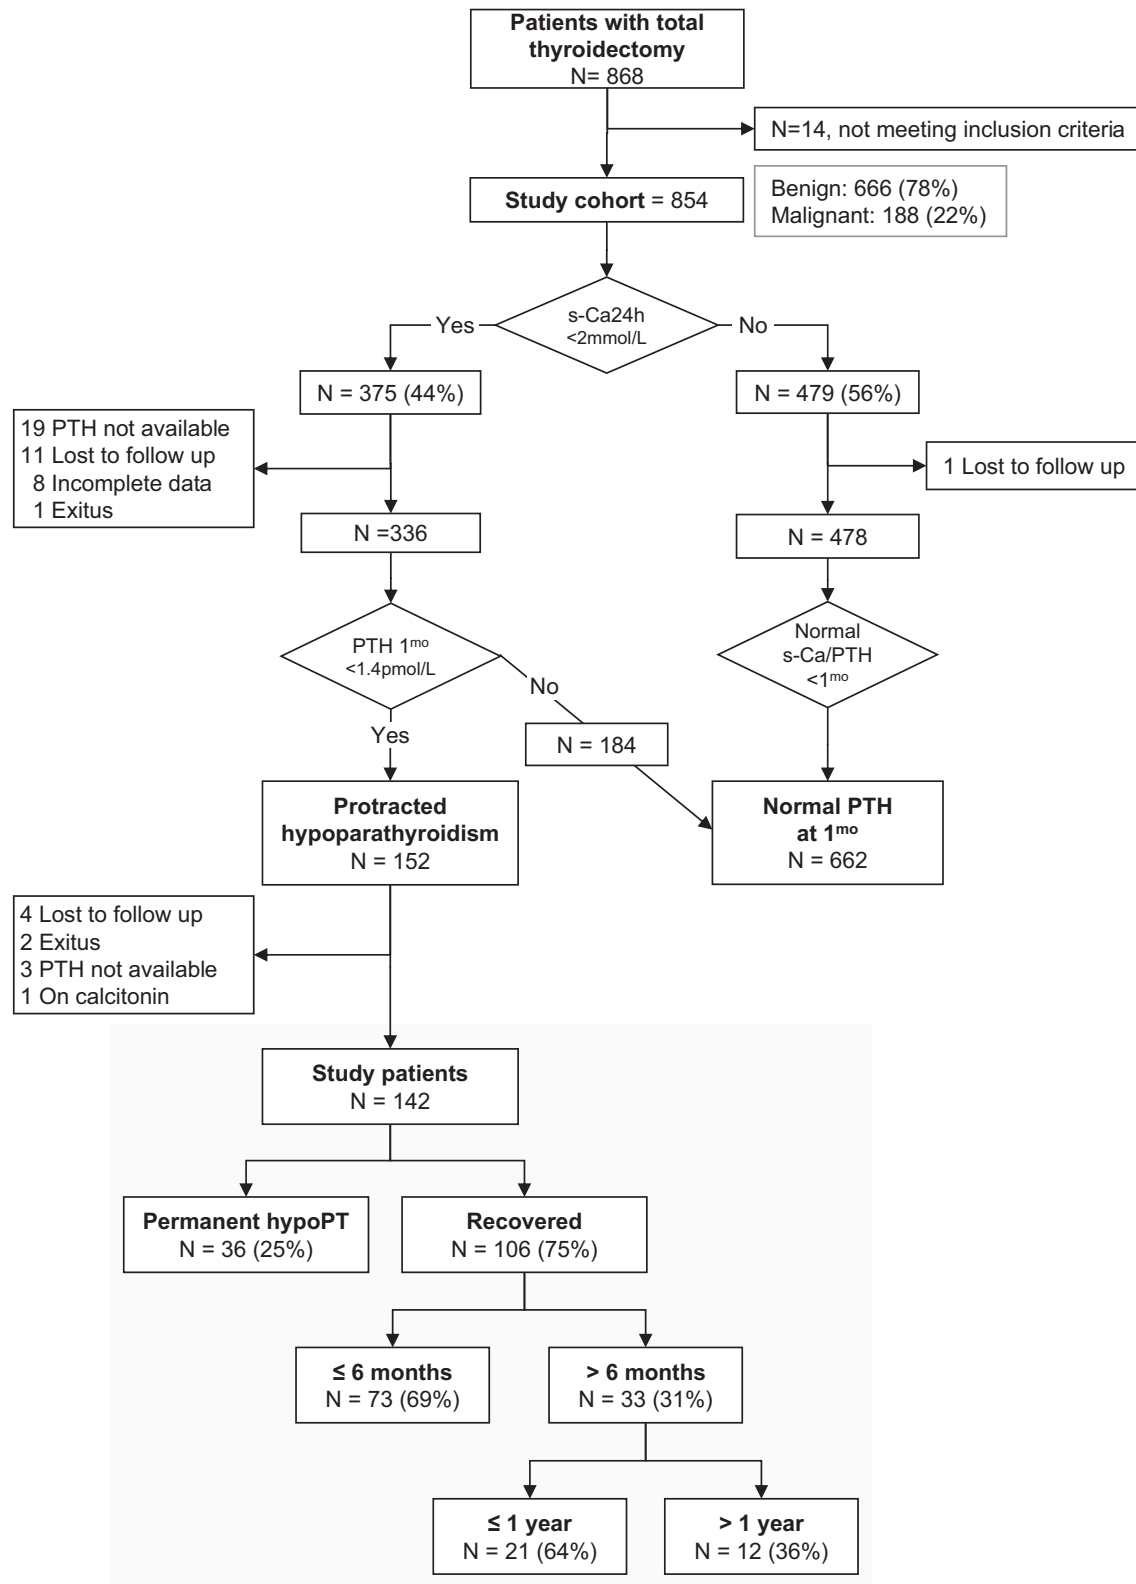 Patients with total
thyroidectomy
N= 868
N=14, not meeting inclusion criteria
Study cohort = 854
Benign: 666 (78%)
Malignant: 188 (22%)
s-Ca24h
<2mmol/L
Yes
No
N = 375 (44%)
N = 479 (56%)
19 PTH not available
11 Lost to follow up
8 Incomplete data
1 Exitus
1 Lost to follow up
N =336
N = 478
PTH 1mo
<1.4pmol/L
Normal
s-Ca/PTH
<1mo
No
Yes
N = 184
Protracted
hypoparathyroidism
N = 152
Normal PTH
at 1mo
N = 662
4 Lost to follow up
2 Exitus
3 PTH not available
1 On calcitonin
Study patients
N = 142
Permanent hypoPT
N = 36 (25%)
Recovered
N = 106 (75%)
≤ 6 months
N = 73 (69%)
> 6 months
N = 33 (31%)
≤ 1 year
N = 21 (64%)
> 1 year
N = 12 (36%)